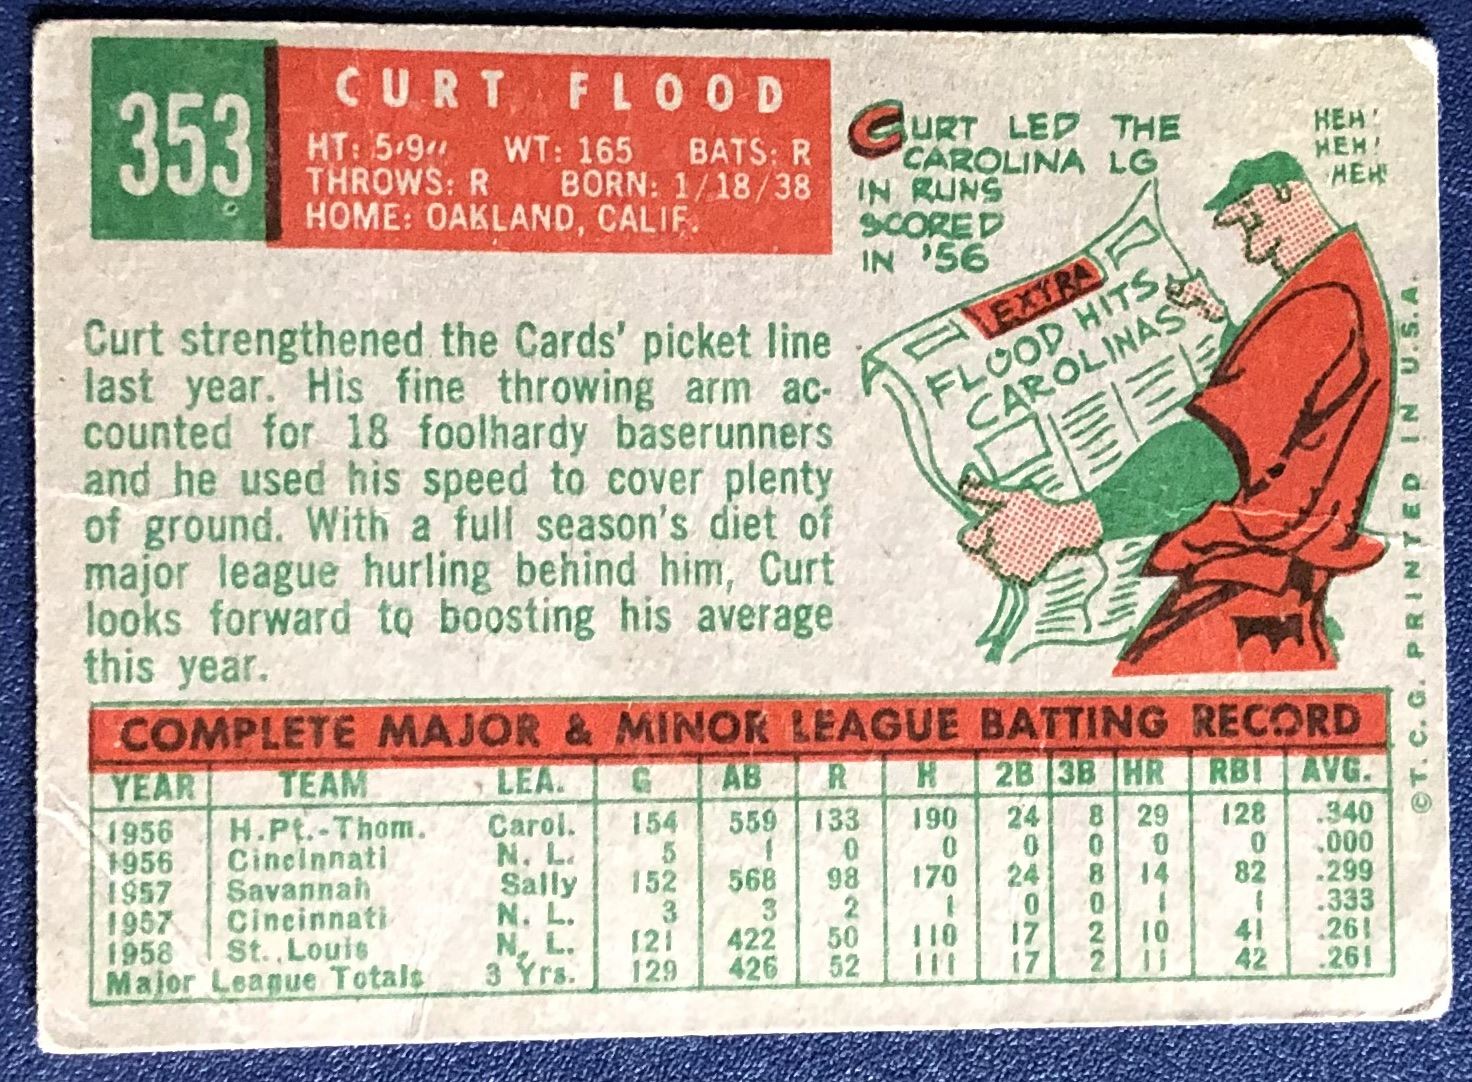 353
CURT FLOOD
HT: 5'9" WT: 165 BATS: R
THROWS: R BORN: 1/18/38
HOME: OAKLAND, CALIF.
CURT LED THE
CAROLINA LG
IN RUNS
SCORED
IN '56
HEH!
HEH!
HEH!
EXTRA
FLOOD HITS
CAROLINAS
Curt strengthened the Cards' picket line
last year. His fine throwing arm ac-
counted for 18 foolhardy baserunners
and he used his speed to cover plenty
of ground. With a full season's diet of
major league hurling behind him, Curt
looks forward to boosting his average
this year.
COMPLETE MAJOR & MINOR LEAGUE BATTING RECORD
YEAR TEAM LEA. G AB R H 2B 3B HR RBI AVG.
1956 H.Pt.-Thom. Carol. 154 559 133 190 24 8 29 128 .340
1956 Cincinnati N. L. 5 1 0 0 0 0 0 0 .000
1957 Savannah Sally 152 568 98 170 24 8 14 82 .299
1957 Cincinnati N. L. 3 3 2 1 0 0 1 1 .333
1958 St. Louis N. L. 121 422 50 110 17 2 10 41 .261
Major League Totals 3 Yrs. 129 426 52 111 17 2 11 42 .261
©T. C. G. PRINTED IN U.S.A.